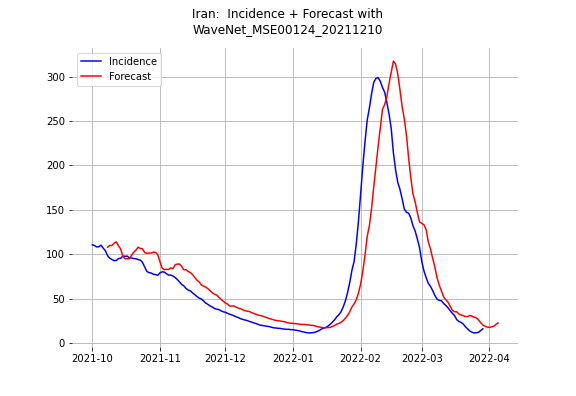 Iran:  Incidence + Forecast with
WaveNet_MSE00124_20211210
Incidence
Forecast
300
250
200
150
100
50
0
2021-10 2021-11 2021-12 2022-01 2022-02 2022-03 2022-04